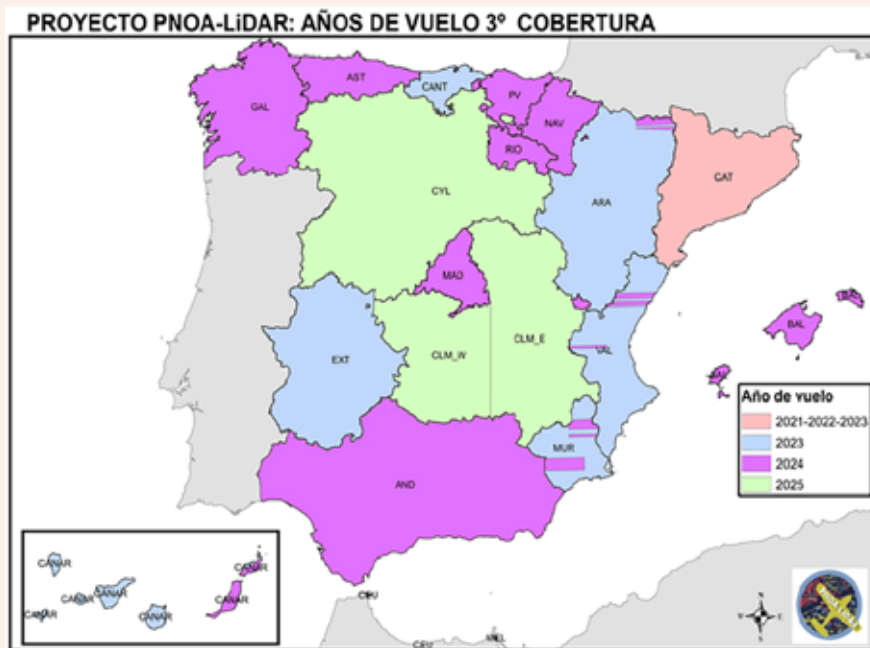 PROYECTO PNOA-LiDAR: AÑOS DE VUELO 3º COBERTURA
GAL
AST
CANT
PV
NAV
RIO
CYL
ARA
CAT
MAD
CLM_W
CLM_E
EXT
VAL
BAL
MUR
AND
CANAR
CANAR
CANAR
CANAR
CANAR
CANAR
CANAR
CEU
MEL
Año de vuelo
2021-2022-2023
2023
2024
2025